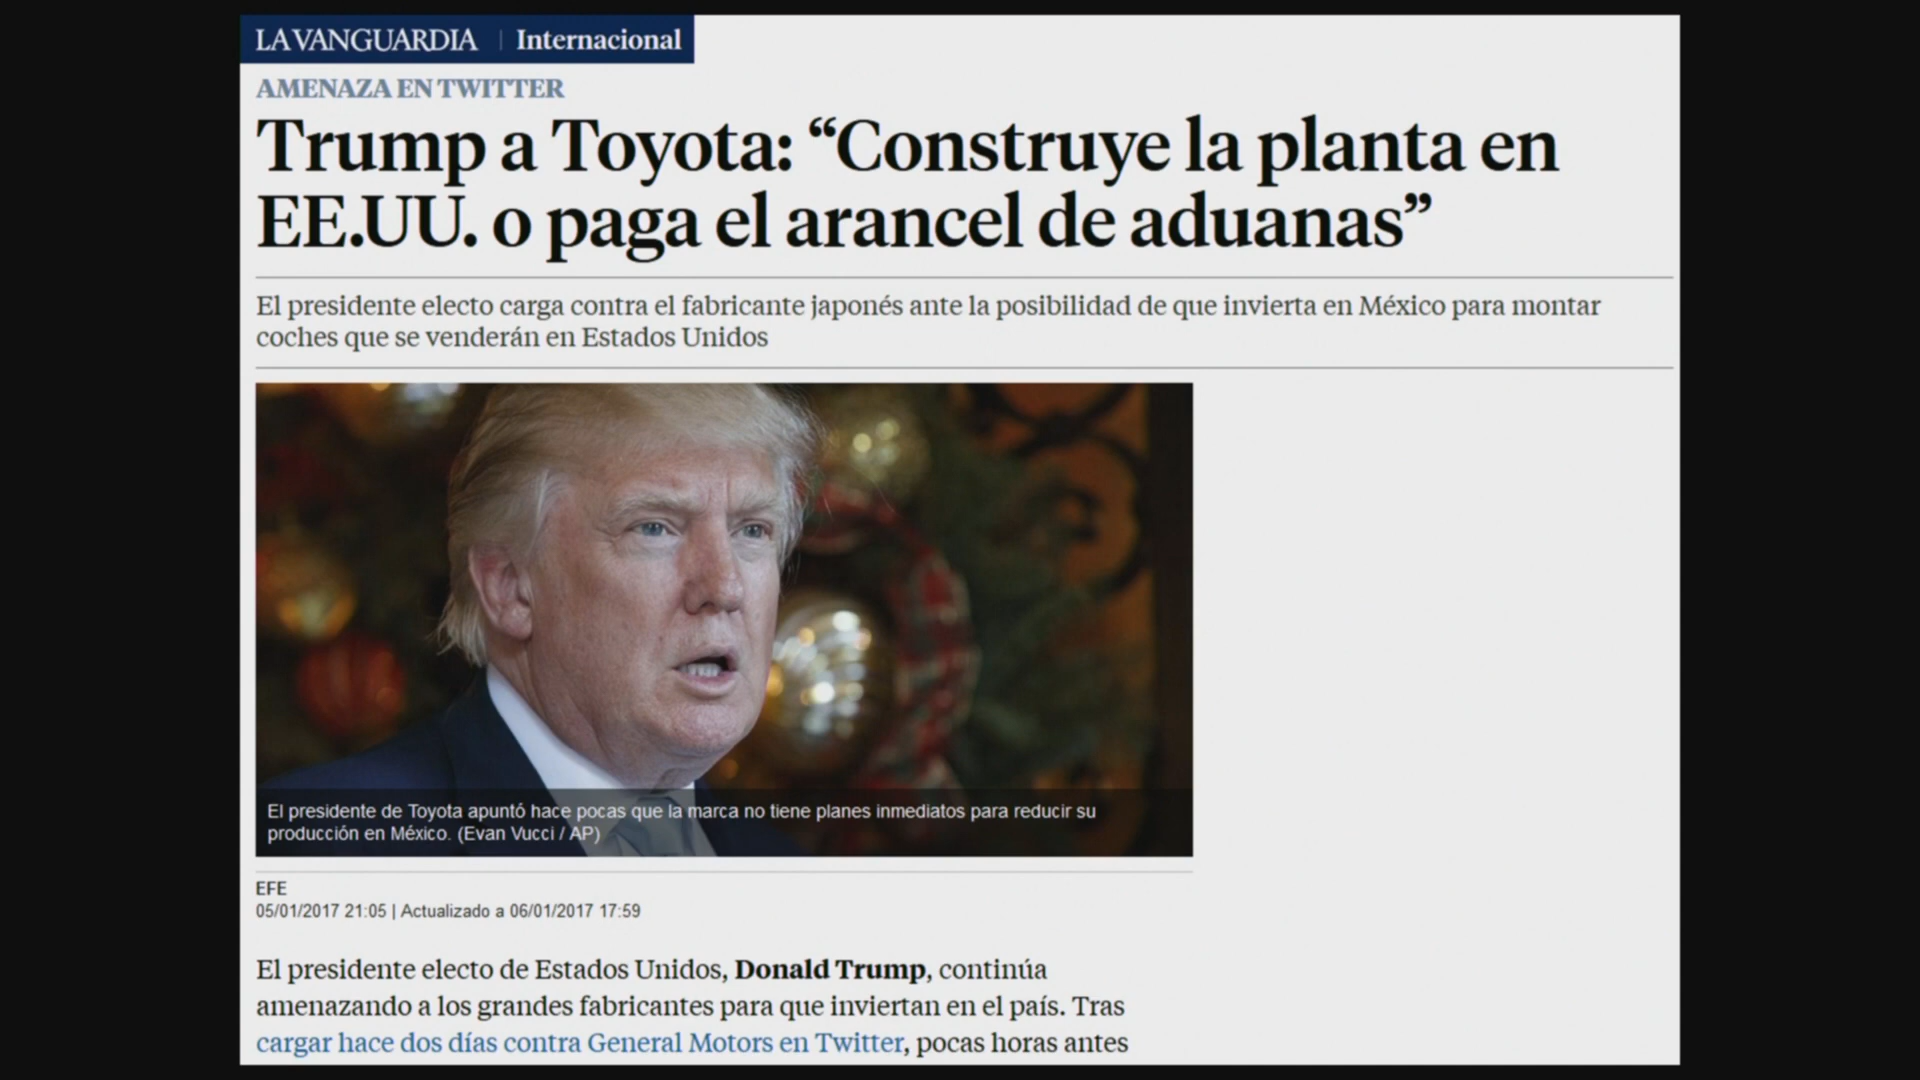 LA VANGUARDIA | Internacional
AMENAZA EN TWITTER
Trump a Toyota: “Construye la planta en
EE.UU. o paga el arancel de aduanas”
El presidente electo carga contra el fabricante japonés ante la posibilidad de que invierta en México para montar
coches que se venderán en Estados Unidos
El presidente de Toyota apuntó hace pocas que la marca no tiene planes inmediatos para reducir su
producción en México. (Evan Vucci / AP)
EFE
05/01/2017 21:05 | Actualizado a 06/01/2017 17:59
El presidente electo de Estados Unidos, Donald Trump, continúa
amenazando a los grandes fabricantes para que inviertan en el país. Tras
cargar hace dos días contra General Motors en Twitter, pocas horas antes